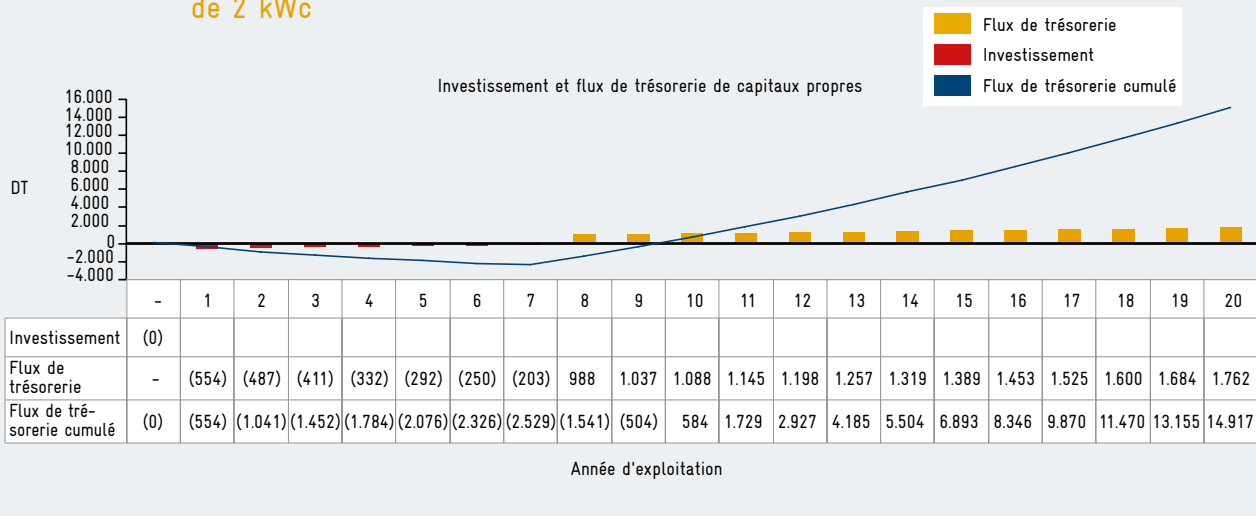 de 2 kWc
Flux de trésorerie
Investissement
Flux de trésorerie cumulé
Investissement et flux de trésorerie de capitaux propres
DT
16.000
14.000
12.000
10.000
8.000
6.000
4.000
2.000
0
-2.000
-4.000
- 1 2 3 4 5 6 7 8 9 10 11 12 13 14 15 16 17 18 19 20
Investissement (0)
Flux de
trésorerie - (554) (487) (411) (332) (292) (250) (203) 988 1.037 1.088 1.145 1.198 1.257 1.319 1.389 1.453 1.525 1.600 1.684 1.762
Flux de tré-
sorerie cumulé (0) (554) (1.041) (1.452) (1.784) (2.076) (2.326) (2.529) (1.541) (504) 584 1.729 2.927 4.185 5.504 6.893 8.346 9.870 11.470 13.155 14.917
Année d'exploitation